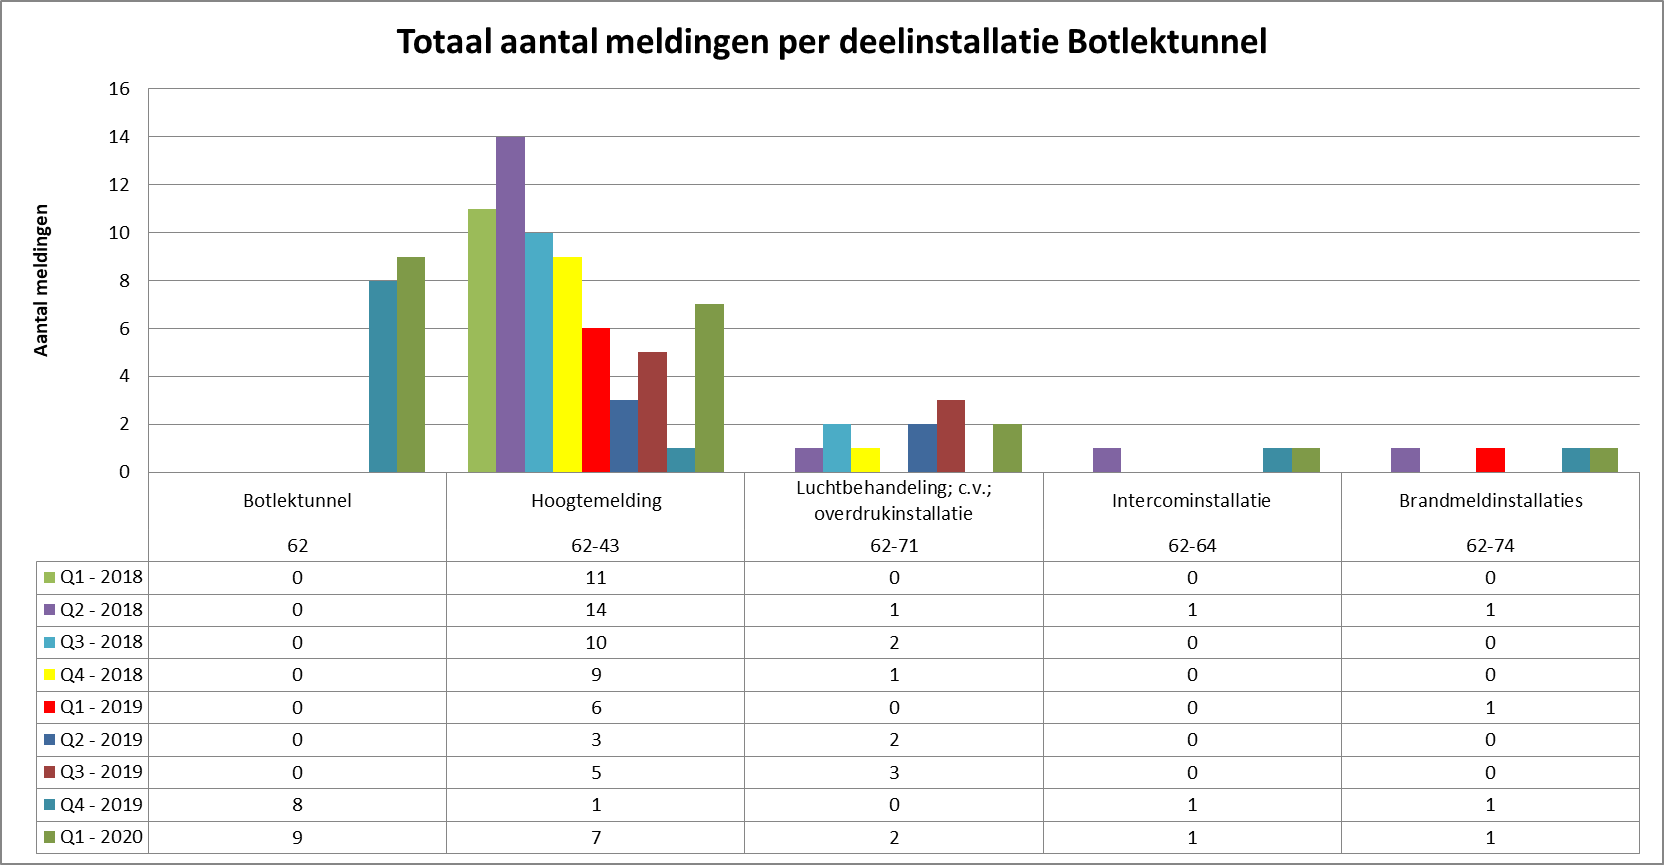 Totaal aantal meldingen per deelinstallatie Botlektunnel
Aantal meldingen
16
14
12
10
8
6
4
2
0
Botlektunnel Hoogtemelding Luchtbehandeling; c.v.; Intercominstallatie Brandmeldinstallaties
overdrukinstallatie
62 62-43 62-71 62-64 62-74
Q1 - 2018 0 11 0 0 0
Q2 - 2018 0 14 1 1 1
Q3 - 2018 0 10 2 0 0
Q4 - 2018 0 9 1 0 0
Q1 - 2019 0 6 0 0 1
Q2 - 2019 0 3 2 0 0
Q3 - 2019 0 5 3 0 0
Q4 - 2019 8 1 0 1 1
Q1 - 2020 9 7 2 1 1